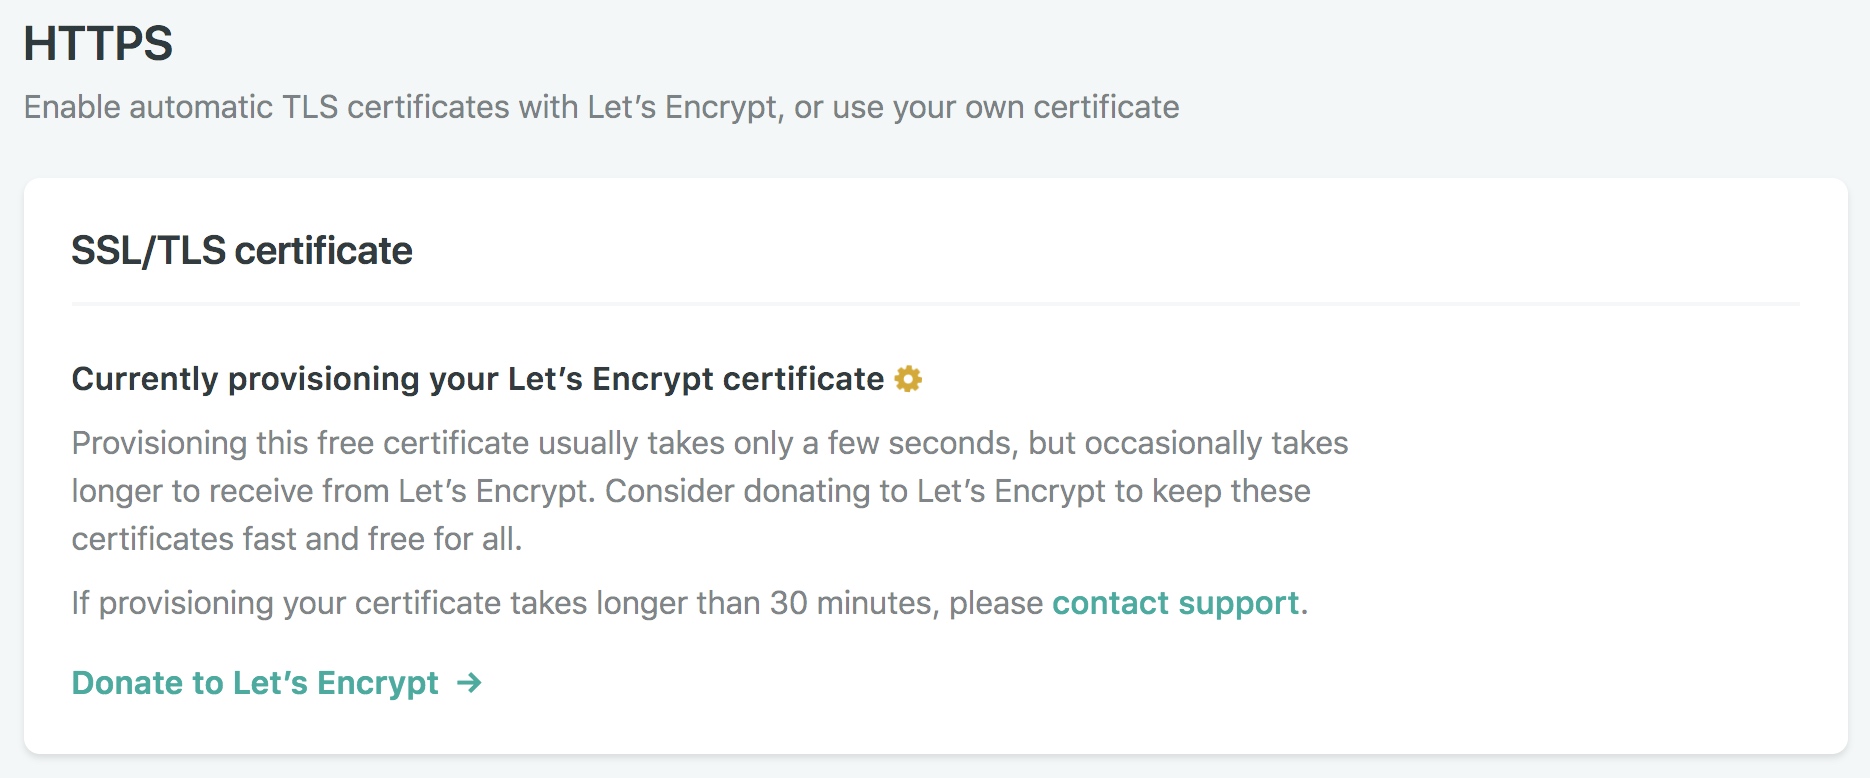 HTTPS
Enable automatic TLS certificates with Let’s Encrypt, or use your own certificate
SSL/TLS certificate
Currently provisioning your Let’s Encrypt certificate
Provisioning this free certificate usually takes only a few seconds, but occasionally takes
longer to receive from Let’s Encrypt. Consider donating to Let’s Encrypt to keep these
certificates fast and free for all.
If provisioning your certificate takes longer than 30 minutes, please contact support.
Donate to Let’s Encrypt →